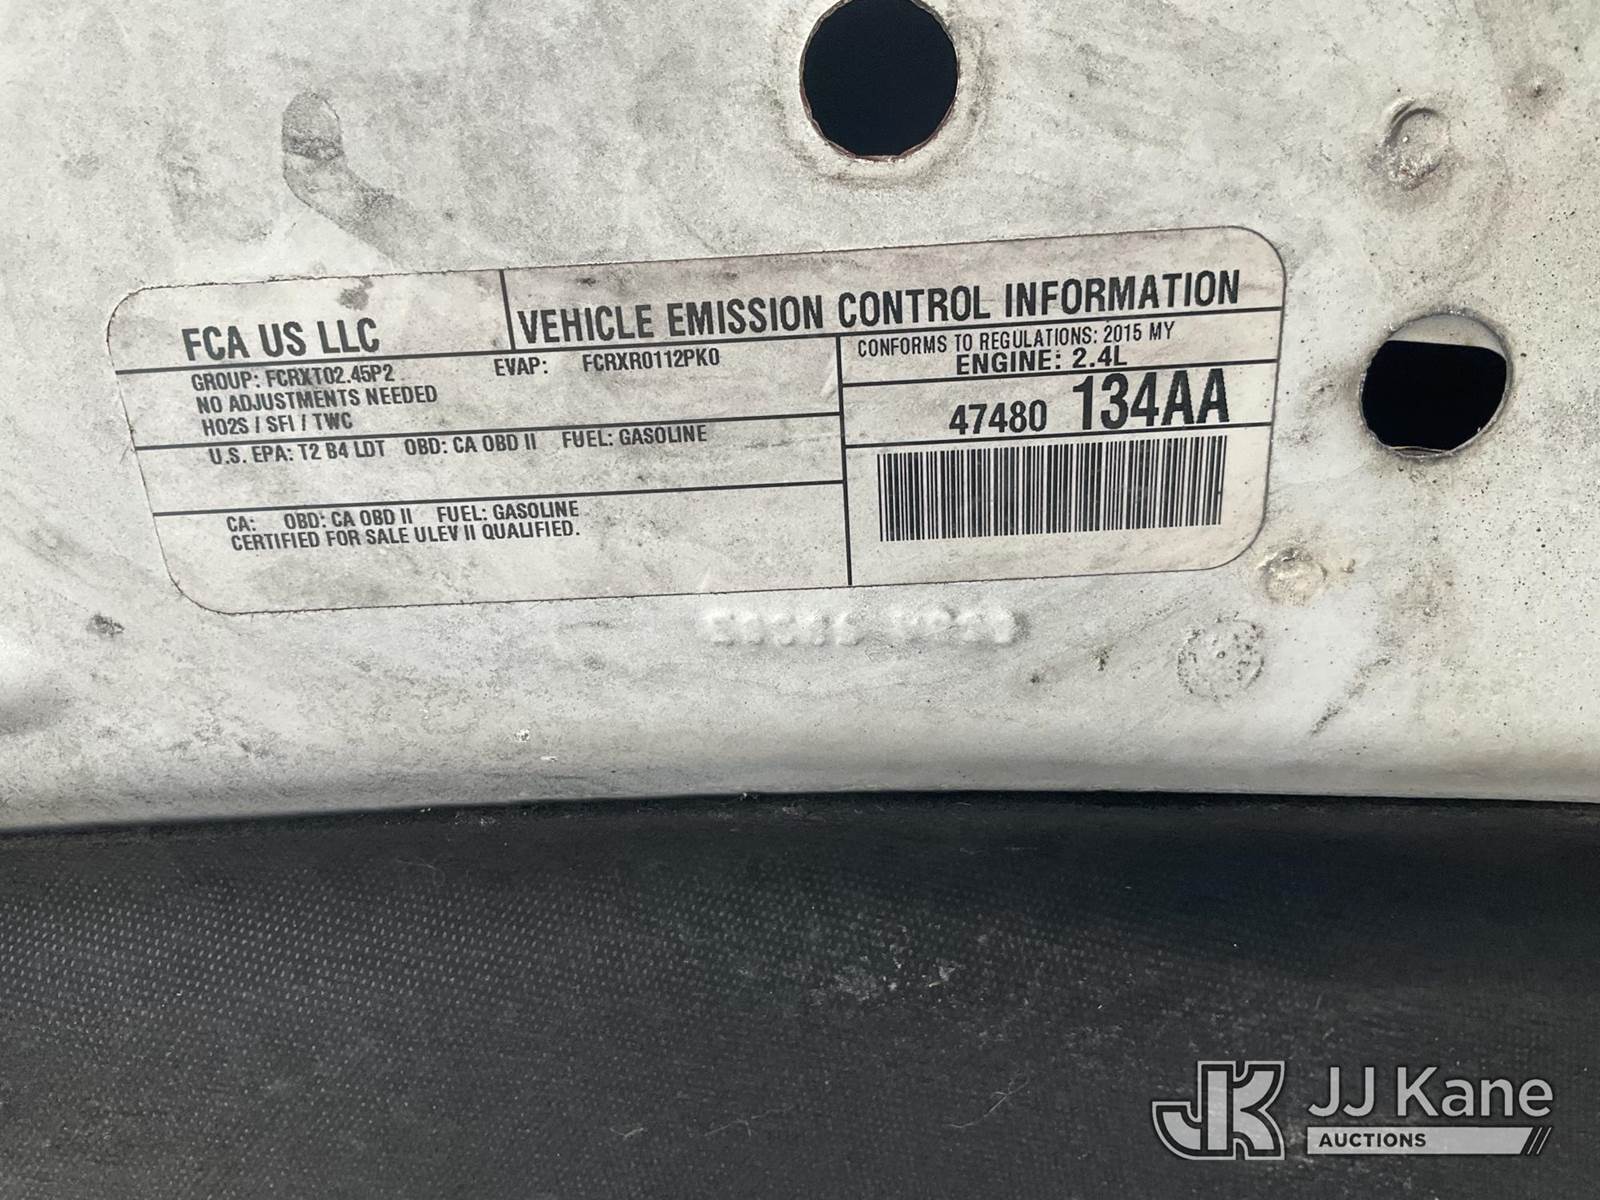 FCA US LLC
VEHICLE EMISSION CONTROL INFORMATION
GROUP: FCRXT02.45P2
EVAP: FCRXR0112PK0
NO ADJUSTMENTS NEEDED
HO2S / SFI / TWC
U.S. EPA: T2 B4 LDT OBD: CA OBD II FUEL: GASOLINE
CA: OBD: CA OBD II FUEL: GASOLINE
CERTIFIED FOR SALE ULEV II QUALIFIED.
CONFORMS TO REGULATIONS: 2015 MY
ENGINE: 2.4L
47480 134AA
JK JJ Kane
AUCTIONS